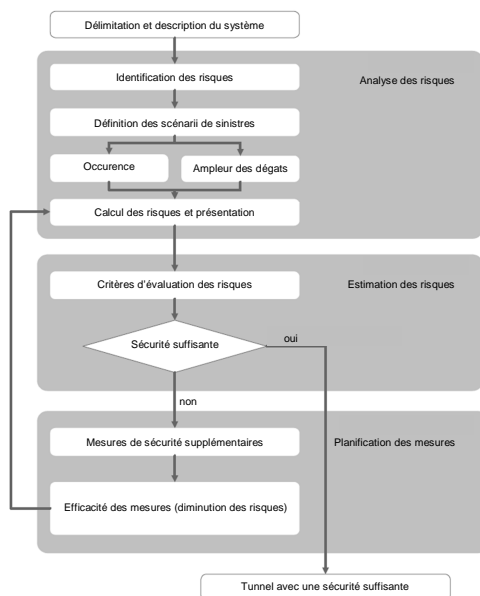 Délimitation et description du système
Identification des risques
Analyse des risques
Définition des scénarii de sinistres
Occurence
Ampleur des dégats
Calcul des risques et présentation
Critères d'évaluation des risques
Estimation des risques
Sécurité suffisante
oui
non
Mesures de sécurité supplémentaires
Planification des mesures
Efficacité des mesures (diminution des risques)
Tunnel avec une sécurité suffisante